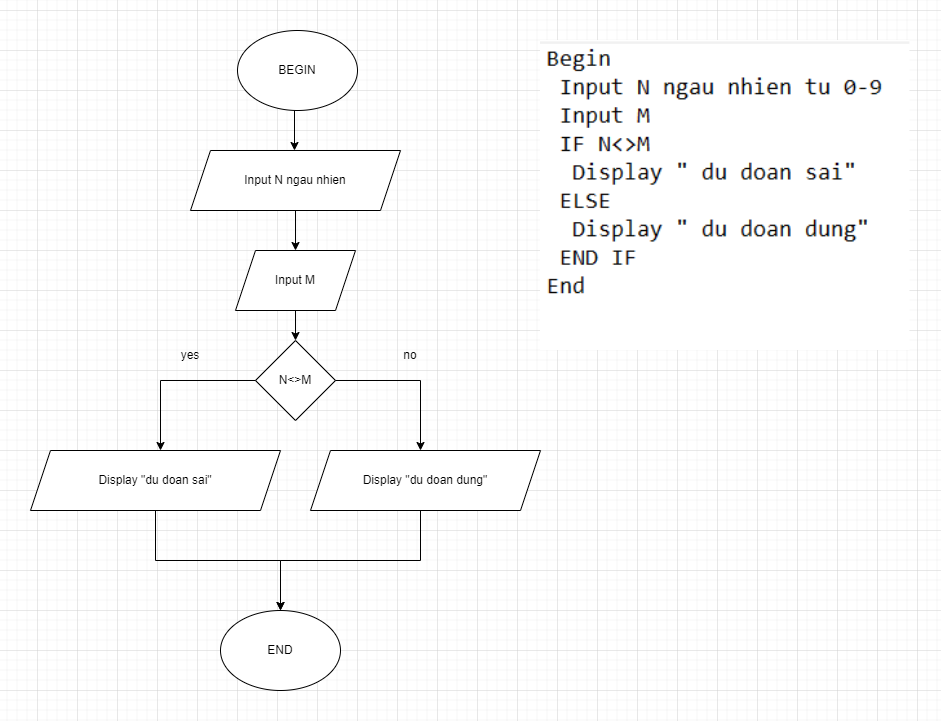 BEGIN
Input N ngau nhien
Input M
yes
no
N<>M
Display "du doan sai"
Display "du doan dung"
END
Begin
Input N ngau nhien tu 0-9
Input M
IF N<>M
Display " du doan sai"
ELSE
Display " du doan dung"
END IF
End